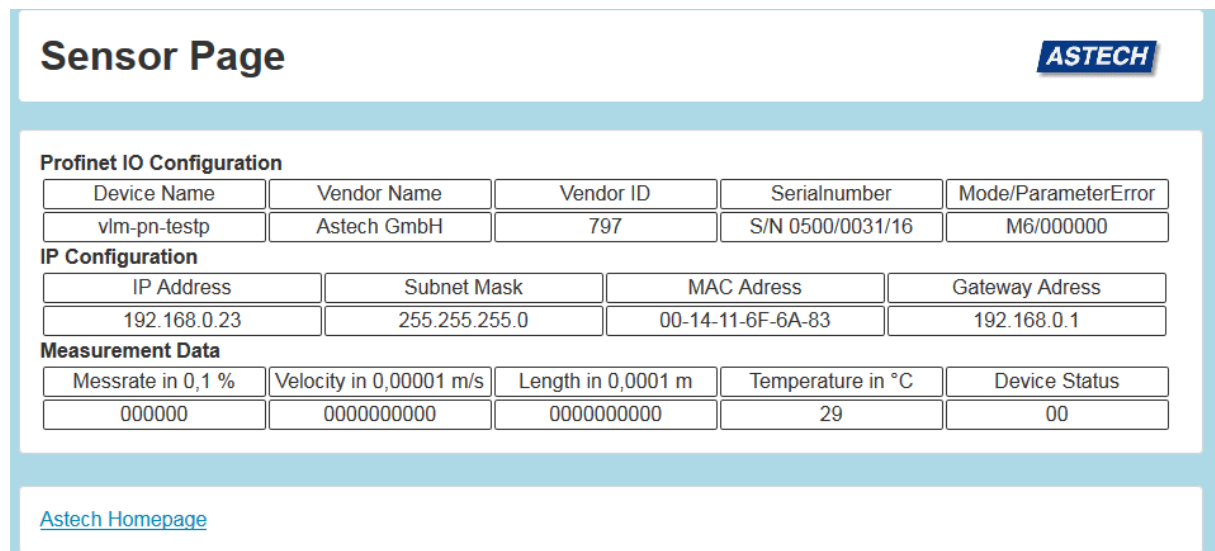 Sensor Page
ASTECH
Profinet IO Configuration
Device Name Vendor Name Vendor ID Serialnumber Mode/ParameterError
vlm-pn-testp Astech GmbH 797 S/N 0500/0031/16 M6/000000
IP Configuration
IP Address Subnet Mask MAC Adress Gateway Adress
192.168.0.23 255.255.255.0 00-14-11-6F-6A-83 192.168.0.1
Measurement Data
Messrate in 0,1 % Velocity in 0,00001 m/s Length in 0,0001 m Temperature in °C Device Status
000000 0000000000 0000000000 29 00
Astech Homepage